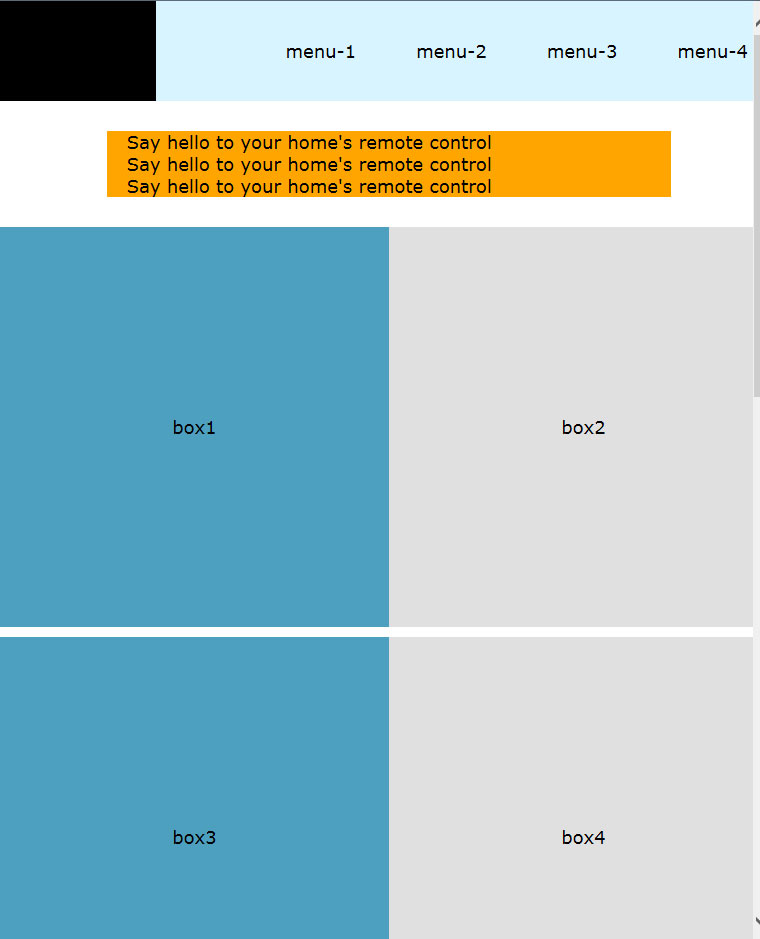 menu-1 menu-2 menu-3 menu-4
Say hello to your home's remote control
Say hello to your home's remote control
Say hello to your home's remote control
box1 box2
box3 box4